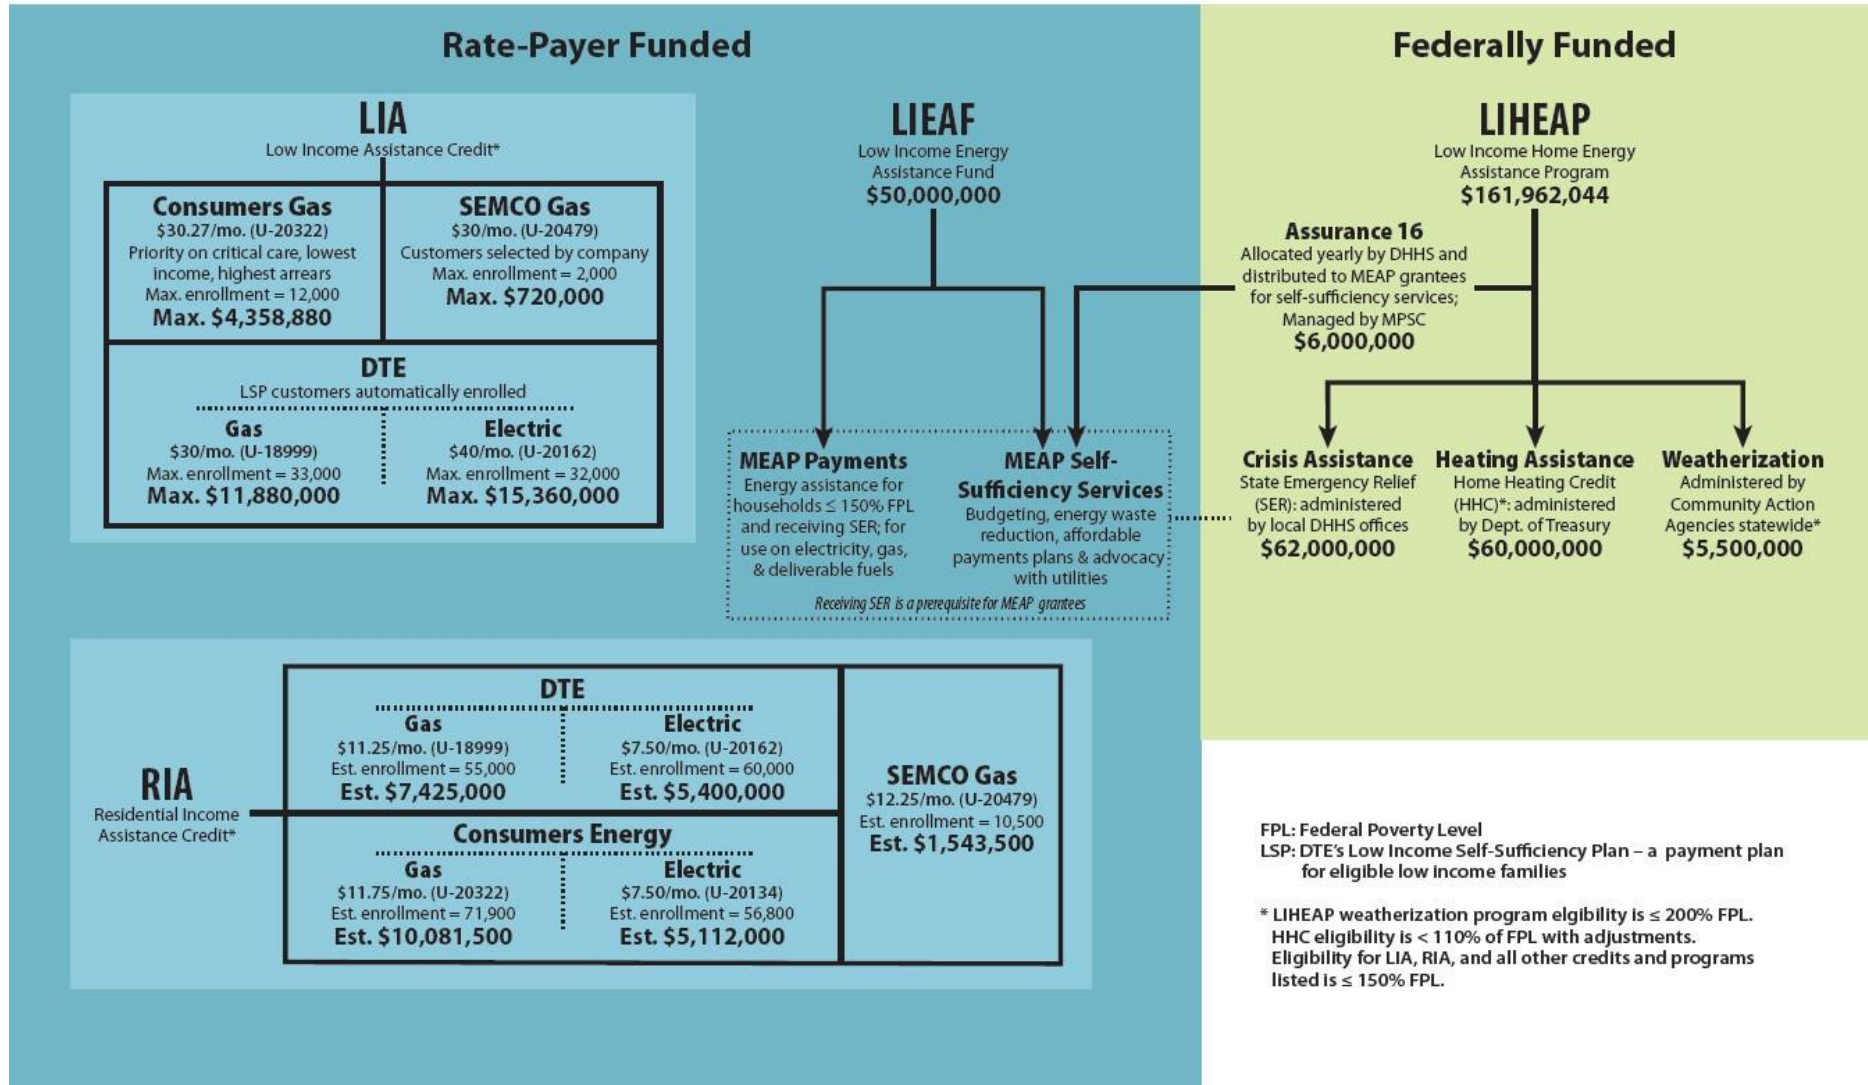 Rate-Payer Funded
Federally Funded
LIA
Low Income Assistance Credit*
Consumers Gas
$30.27/mo. (U-20322)
Priority on critical care, lowest
income, highest arrears
Max. enrollment = 12,000
Max. $4,358,880
SEMCO Gas
$30/mo. (U-20479)
Customers selected by company
Max. enrollment = 2,000
Max. $720,000
DTE
LSP customers automatically enrolled
Gas
$30/mo. (U-18999)
Max. enrollment = 33,000
Max. $11,880,000
Electric
$40/mo. (U-20162)
Max. enrollment = 32,000
Max. $15,360,000
LIEAF
Low Income Energy
Assistance Fund
$50,000,000
LIHEAP
Low Income Home Energy
Assistance Program
$161,962,044
Assurance 16
Allocated yearly by DHHS and
distributed to MEAP grantees
for self-sufficiency services;
Managed by MPSC
$6,000,000
MEAP Payments
Energy assistance for
households ≤ 150% FPL
and receiving SER; for
use on electricity, gas,
& deliverable fuels
MEAP Self-
Sufficiency Services
Budgeting, energy waste
reduction, affordable
payments plans & advocacy
with utilities
Receiving SER is a prerequisite for MEAP grantees
Crisis Assistance
State Emergency Relief
(SER): administered
by local DHHS offices
$62,000,000
Heating Assistance
Home Heating Credit
(HHC)*: administered
by Dept. of Treasury
$60,000,000
Weatherization
Administered by
Community Action
Agencies statewide*
$5,500,000
RIA
Residential Income
Assistance Credit*
DTE
Gas
$11.25/mo. (U-18999)
Est. enrollment = 55,000
Est. $7,425,000
Electric
$7.50/mo. (U-20162)
Est. enrollment = 60,000
Est. $5,400,000
Consumers Energy
Gas
$11.75/mo. (U-20322)
Est. enrollment = 71,900
Est. $10,081,500
Electric
$7.50/mo. (U-20134)
Est. enrollment = 56,800
Est. $5,112,000
SEMCO Gas
$12.25/mo. (U-20479)
Est. enrollment = 10,500
Est. $1,543,500
FPL: Federal Poverty Level
LSP: DTE's Low Income Self-Sufficiency Plan – a payment plan
for eligible low income families
* LIHEAP weatherization program elgibility is ≤ 200% FPL.
HHC eligibility is < 110% of FPL with adjustments.
Eligibility for LIA, RIA, and all other credits and programs
listed is ≤ 150% FPL.